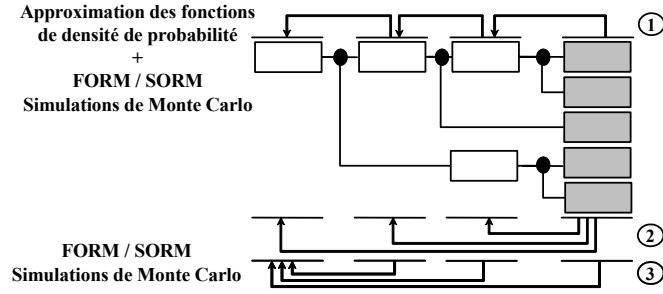 Approximation des fonctions
de densité de probabilité
+
FORM / SORM
Simulations de Monte Carlo
①
②
FORM / SORM
Simulations de Monte Carlo
③